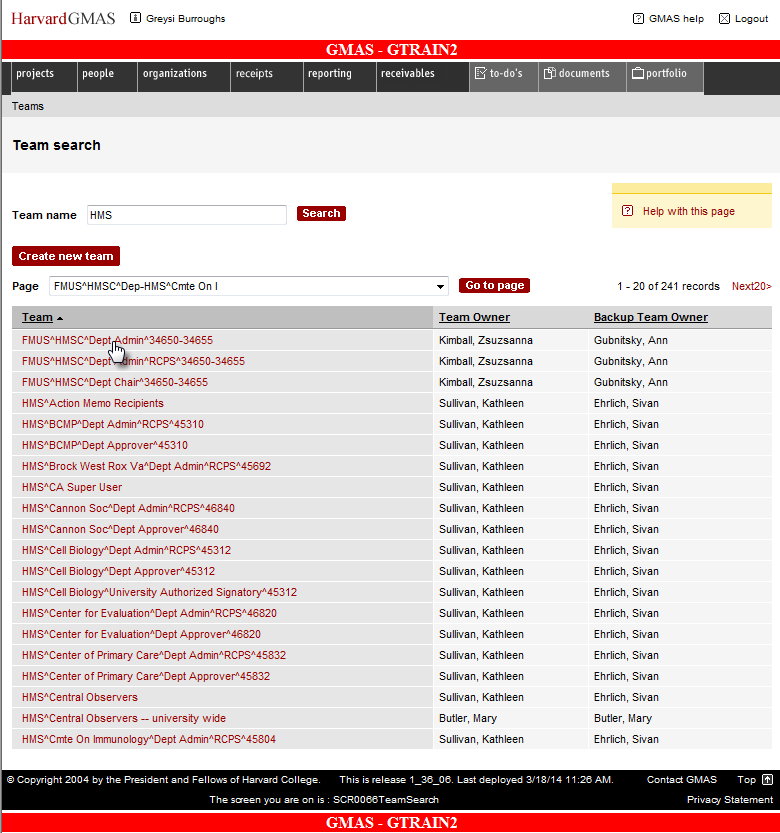 HarvardGMAS Greysi Burroughs GMAS help Logout
GMAS - GTRAIN2
projects people organizations receipts reporting receivables to-do's documents portfolio
Teams
Team search
Help with this page
Team name HMS Search
Create new team
Page FMUS^HMSC^Dep-HMS^Cmte On I Go to page 1 - 20 of 241 records Next20>
Team Team Owner Backup Team Owner
FMUS^HMSC^Dept Admin^34650-34655 Kimball, Zsuzsanna Gubnitsky, Ann
FMUS^HMSC^Dept Admin^RCPS^34650-34655 Kimball, Zsuzsanna Gubnitsky, Ann
FMUS^HMSC^Dept Chair^34650-34655 Kimball, Zsuzsanna Gubnitsky, Ann
HMS^Action Memo Recipients Sullivan, Kathleen Ehrlich, Sivan
HMS^BCMP^Dept Admin^RCPS^45310 Sullivan, Kathleen Ehrlich, Sivan
HMS^BCMP^Dept Approver^45310 Sullivan, Kathleen Ehrlich, Sivan
HMS^Brock West Rox Va^Dept Admin^RCPS^45692 Sullivan, Kathleen Ehrlich, Sivan
HMS^CA Super User Sullivan, Kathleen Ehrlich, Sivan
HMS^Cannon Soc^Dept Admin^RCPS^46840 Sullivan, Kathleen Ehrlich, Sivan
HMS^Cannon Soc^Dept Approver^46840 Sullivan, Kathleen Ehrlich, Sivan
HMS^Cell Biology^Dept Admin^RCPS^45312 Sullivan, Kathleen Ehrlich, Sivan
HMS^Cell Biology^Dept Approver^45312 Sullivan, Kathleen Ehrlich, Sivan
HMS^Cell Biology^University Authorized Signatory^45312 Sullivan, Kathleen Ehrlich, Sivan
HMS^Center for Evaluation^Dept Admin^RCPS^46820 Sullivan, Kathleen Ehrlich, Sivan
HMS^Center for Evaluation^Dept Approver^46820 Sullivan, Kathleen Ehrlich, Sivan
HMS^Center of Primary Care^Dept Admin^RCPS^45832 Sullivan, Kathleen Ehrlich, Sivan
HMS^Center of Primary Care^Dept Approver^45832 Sullivan, Kathleen Ehrlich, Sivan
HMS^Central Observers Sullivan, Kathleen Ehrlich, Sivan
HMS^Central Observers -- university wide Butler, Mary Butler, Mary
HMS^Cmte On Immunology^Dept Admin^RCPS^45804 Sullivan, Kathleen Ehrlich, Sivan
© Copyright 2004 by the President and Fellows of Harvard College. This is release 1_36_06. Last deployed 3/18/14 11:26 AM. Contact GMAS Top
The screen you are on is : SCR0066TeamSearch Privacy Statement
GMAS - GTRAIN2